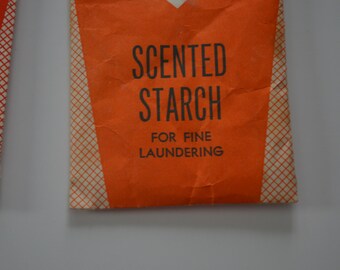 SCENTED
STARCH
FOR FINE
LAUNDERING